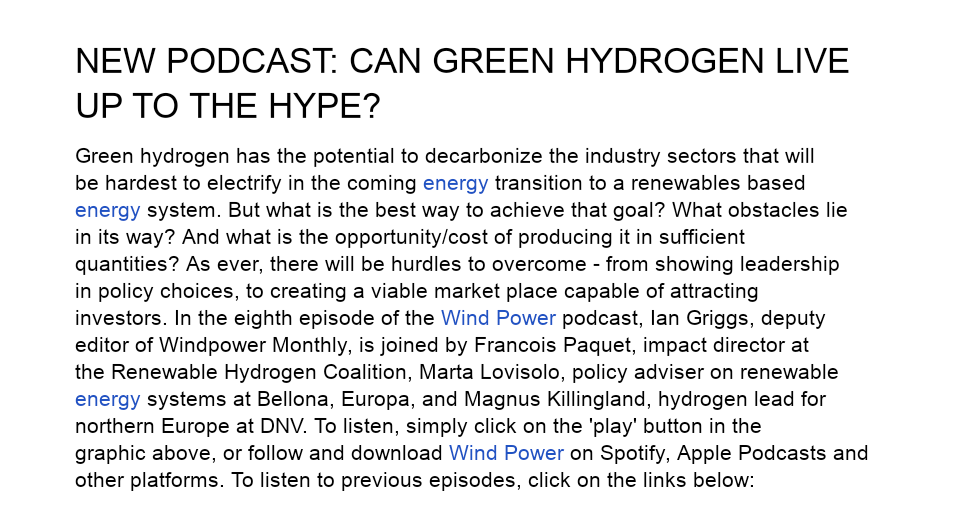 NEW PODCAST: CAN GREEN HYDROGEN LIVE
UP TO THE HYPE?
Green hydrogen has the potential to decarbonize the industry sectors that will
be hardest to electrify in the coming energy transition to a renewables based
energy system. But what is the best way to achieve that goal? What obstacles lie
in its way? And what is the opportunity/cost of producing it in sufficient
quantities? As ever, there will be hurdles to overcome - from showing leadership
in policy choices, to creating a viable market place capable of attracting
investors. In the eighth episode of the Wind Power podcast, Ian Griggs, deputy
editor of Windpower Monthly, is joined by Francois Paquet, impact director at
the Renewable Hydrogen Coalition, Marta Lovisolo, policy adviser on renewable
energy systems at Bellona, Europa, and Magnus Killingland, hydrogen lead for
northern Europe at DNV. To listen, simply click on the 'play' button in the
graphic above, or follow and download Wind Power on Spotify, Apple Podcasts and
other platforms. To listen to previous episodes, click on the links below: